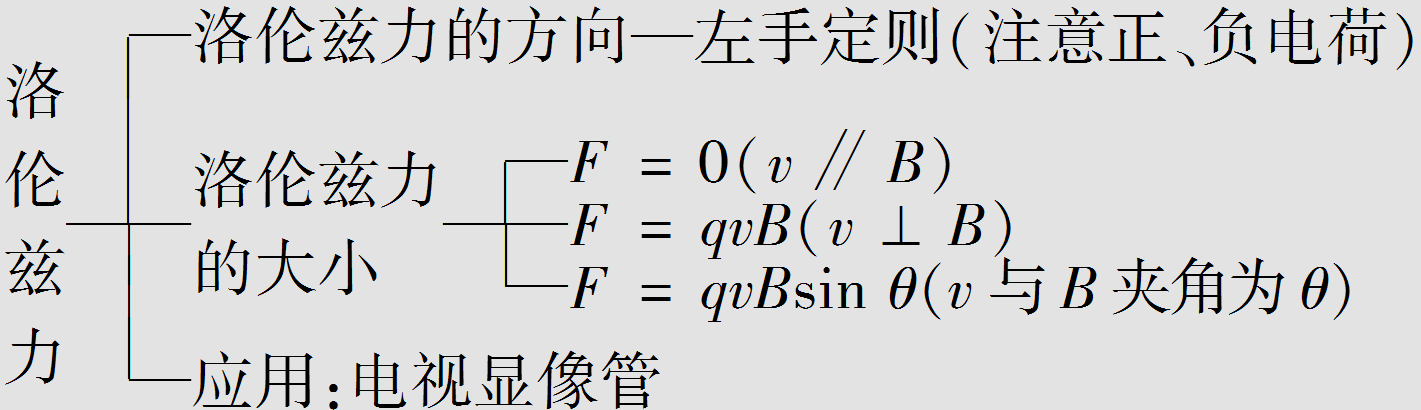 洛伦兹力
洛伦兹力的方向—左手定则(注意正、负电荷)
洛伦兹力
的大小
F = 0(v ∥ B)
F = qvB(v ⊥ B)
F = qvBsin θ(v 与 B 夹角为 θ)
应用:电视显像管